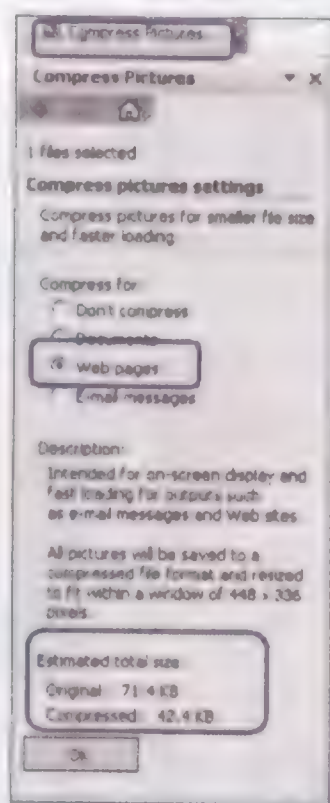 Compress Pictures
Compress Pictures
1 files selected
Compress pictures settings
Compress pictures for smaller file size
and faster loading
Compress for:
Don't compress
Documents
Web pages
E-mail messages
Description:
Intended for on-screen display and
fast loading for outputs such
as e-mail messages and Web sites
All pictures will be saved to a
compressed file format and resized
to fit within a window of 448 x 336
pixels.
Estimated total size:
Original: 71.4 KB
Compressed: 42.4 KB
OK